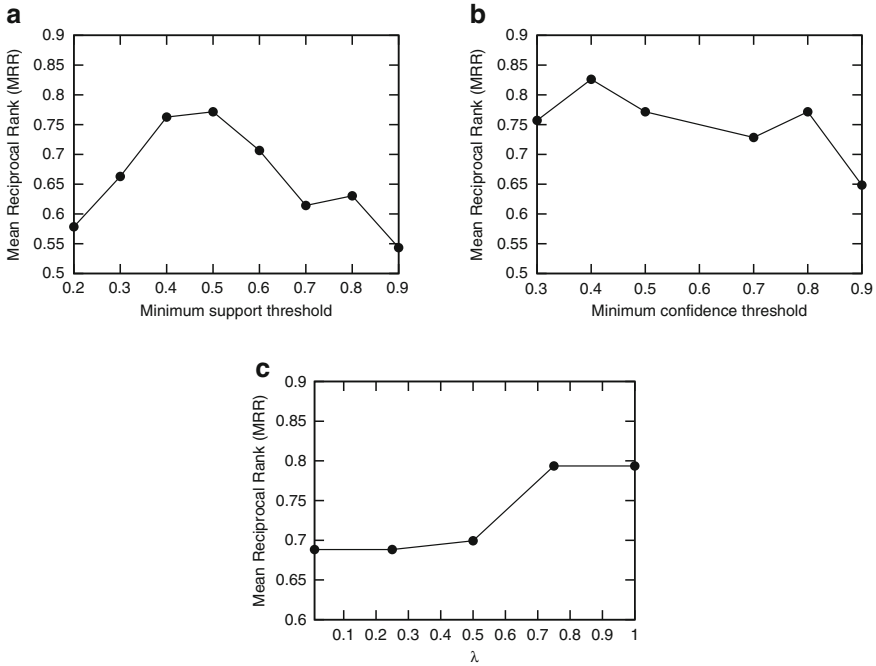 a
Mean Reciprocal Rank (MRR)
0.9
0.85
0.8
0.75
0.7
0.65
0.6
0.55
0.5
0.2 0.3 0.4 0.5 0.6 0.7 0.8 0.9
Minimum support threshold
b
Mean Reciprocal Rank (MRR)
0.9
0.85
0.8
0.75
0.7
0.65
0.6
0.55
0.5
0.3 0.4 0.5 0.6 0.7 0.8 0.9
Minimum confidence threshold
c
Mean Reciprocal Rank (MRR)
0.9
0.85
0.8
0.75
0.7
0.65
0.6
0.1 0.2 0.3 0.4 0.5 0.6 0.7 0.8 0.9 1
λ